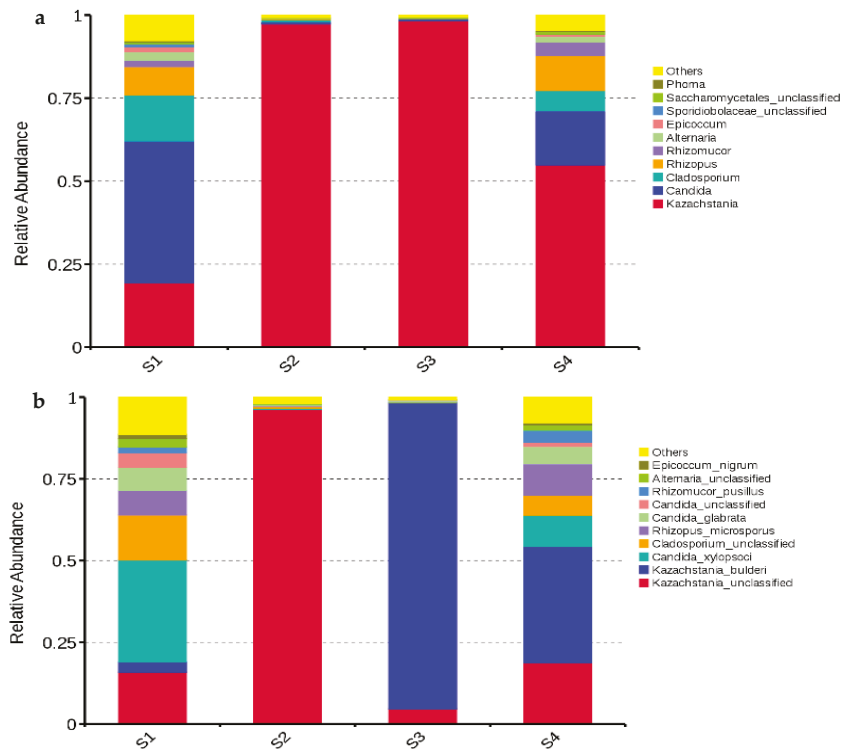 a
1
0.75
0.5
0.25
0
Relative Abundance
S1
S2
S3
S4
Others
Phoma
Saccharomycetales_unclassified
Sporidiobolaceae_unclassified
Epicoccum
Alternaria
Rhizomucor
Rhizopus
Cladosporium
Candida
Kazachstania
b
1
0.75
0.5
0.25
0
Relative Abundance
S1
S2
S3
S4
Others
Epicoccum_nigrum
Alternaria_unclassified
Rhizomucor_pusillus
Candida_unclassified
Candida_glabrata
Rhizopus_microsporus
Cladosporium_unclassified
Candida_xylopsoci
Kazachstania_bulderi
Kazachstania_unclassified